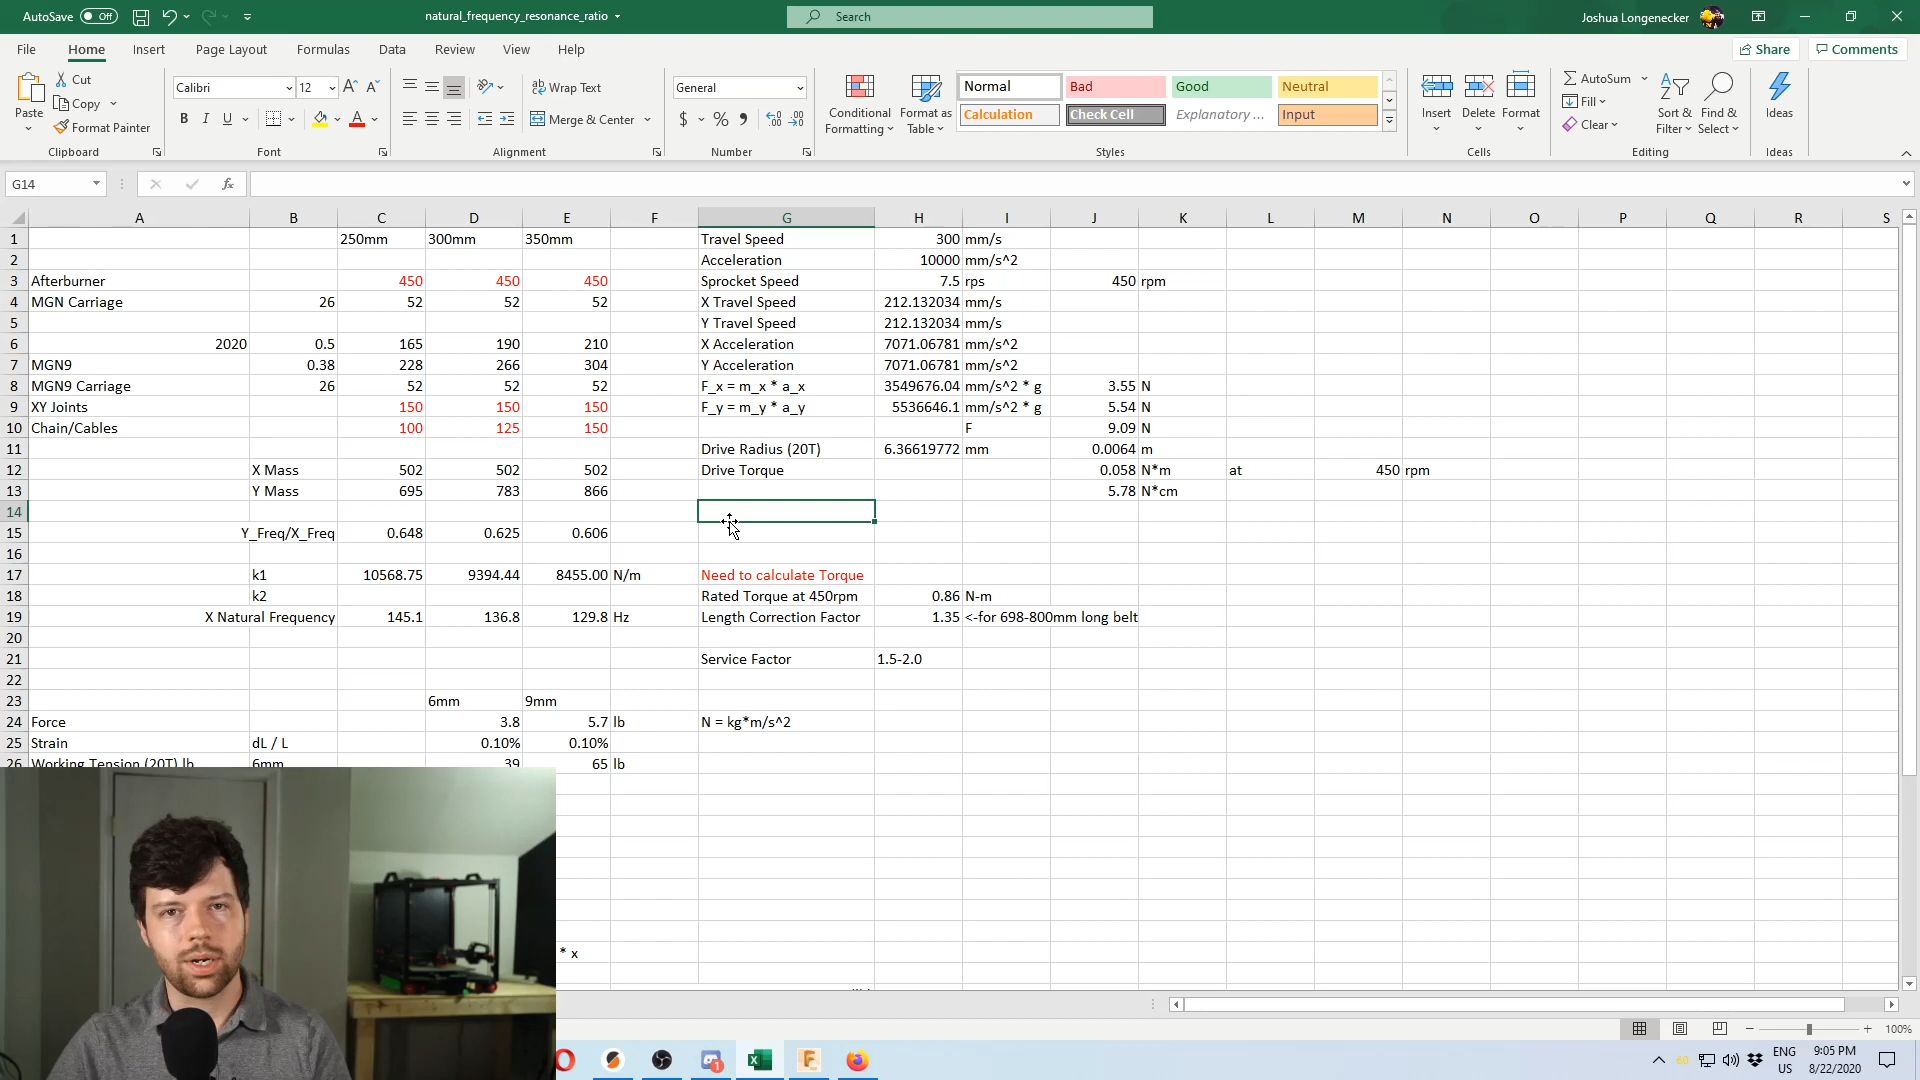 AutoSave Off natural_frequency_resonance_ratio Search Joshua Longenecker
File Home Insert Page Layout Formulas Data Review View Help Share Comments
Paste Cut Copy Format Painter Clipboard
Calibri 12 B I U Font
Wrap Text Merge & Center Alignment
General $ % Number
Conditional Formatting Format as Table
Normal Bad Good Neutral
Calculation Check Cell Explanatory ... Input
Styles
Insert Delete Format Cells
AutoSum Fill Clear Sort & Filter Find & Select Editing
Ideas Ideas
G14 fx
A B C D E F G H I J K L M N O P Q R S
1 250mm 300mm 350mm Travel Speed 300 mm/s
2 Acceleration 10000 mm/s^2
3 Afterburner 450 450 450 Sprocket Speed 7.5 rps 450 rpm
4 MGN Carriage 26 52 52 52 X Travel Speed 212.132034 mm/s
5 Y Travel Speed 212.132034 mm/s
6 2020 0.5 165 190 210 X Acceleration 7071.06781 mm/s^2
7 MGN9 0.38 228 266 304 Y Acceleration 7071.06781 mm/s^2
8 MGN9 Carriage 26 52 52 52 F_x = m_x * a_x 3549676.04 mm/s^2 * g 3.55 N
9 XY Joints 150 150 150 F_y = m_y * a_y 5536646.1 mm/s^2 * g 5.54 N
10 Chain/Cables 100 125 150 F 9.09 N
11 Drive Radius (20T) 6.36619772 mm 0.0064 m
12 X Mass 502 502 502 Drive Torque 0.058 N*m at 450 rpm
13 Y Mass 695 783 866 5.78 N*cm
14
15 Y_Freq/X_Freq 0.648 0.625 0.606
16
17 k1 10568.75 9394.44 8455.00 N/m Need to calculate Torque
18 k2 Rated Torque at 450rpm 0.86 N-m
19 X Natural Frequency 145.1 136.8 129.8 Hz Length Correction Factor 1.35 <-for 698-800mm long belt
20
21 Service Factor 1.5-2.0
22
23 6mm 9mm
24 Force 3.8 5.7 lb N = kg*m/s^2
25 Strain dL / L 0.10% 0.10%
26 Working Tension (20T) lb 6mm 39 65 lb
* x
100%
ENG US 9:05 PM 8/22/2020